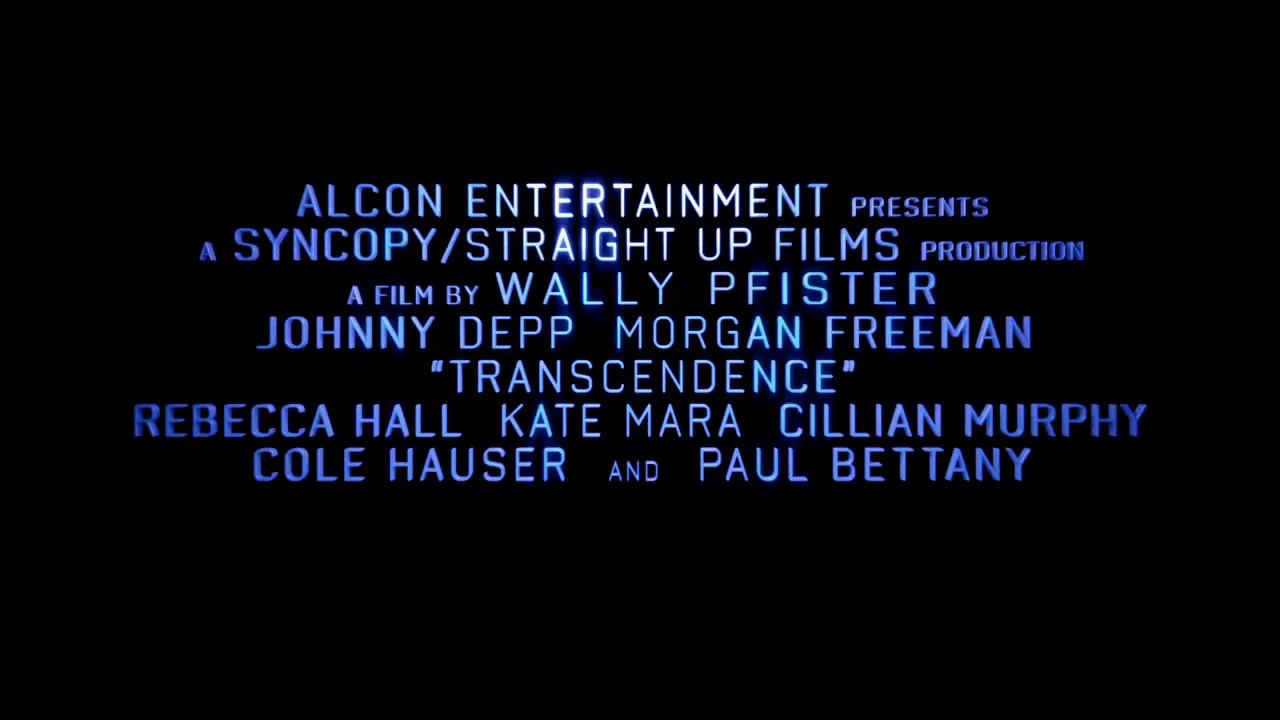 ALCON ENTERTAINMENT PRESENTS
A SYNCOPY/STRAIGHT UP FILMS PRODUCTION
A FILM BY WALLY PFISTER
JOHNNY DEPP MORGAN FREEMAN
"TRANSCENDENCE"
REBECCA HALL KATE MARA CILLIAN MURPHY
COLE HAUSER AND PAUL BETTANY